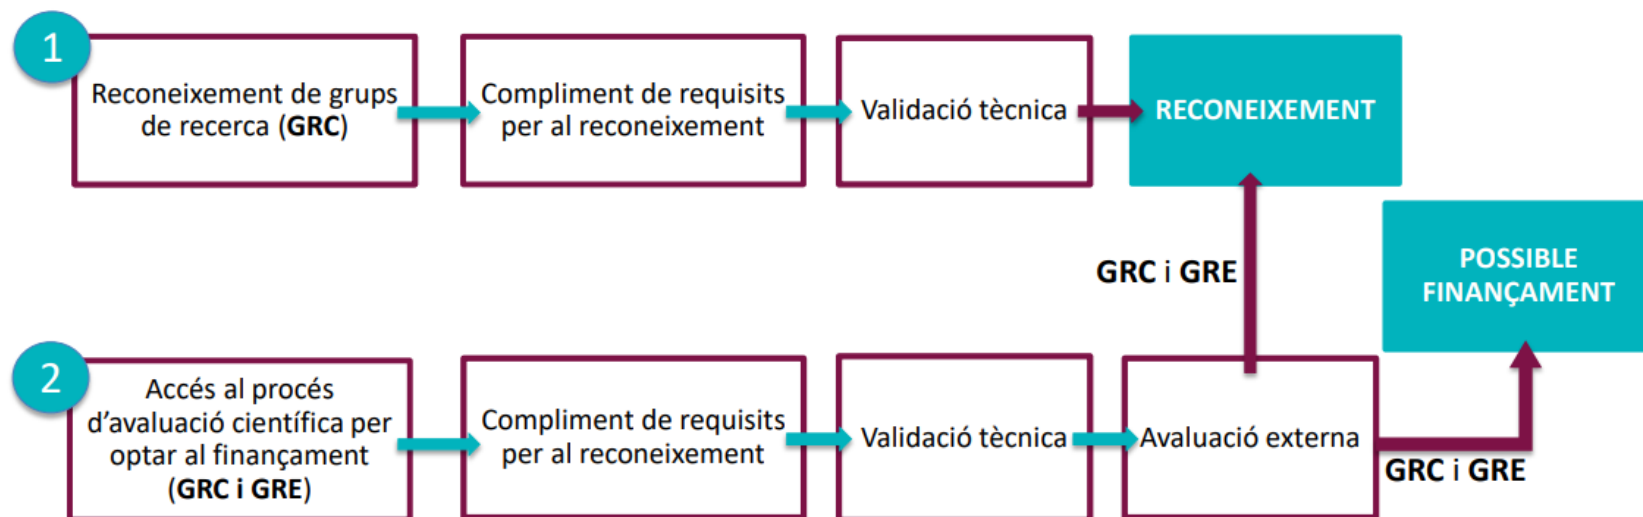 1
Reconeixement de grups
de recerca (GRC)
Compliment de requisits
per al reconeixement
Validació tècnica
RECONEIXEMENT
GRC i GRE
POSSIBLE
FINANÇAMENT
2
Accés al procés
d’avaluació científica per
optar al finançament
(GRC i GRE)
Compliment de requisits
per al reconeixement
Validació tècnica
Avaluació externa
GRC i GRE